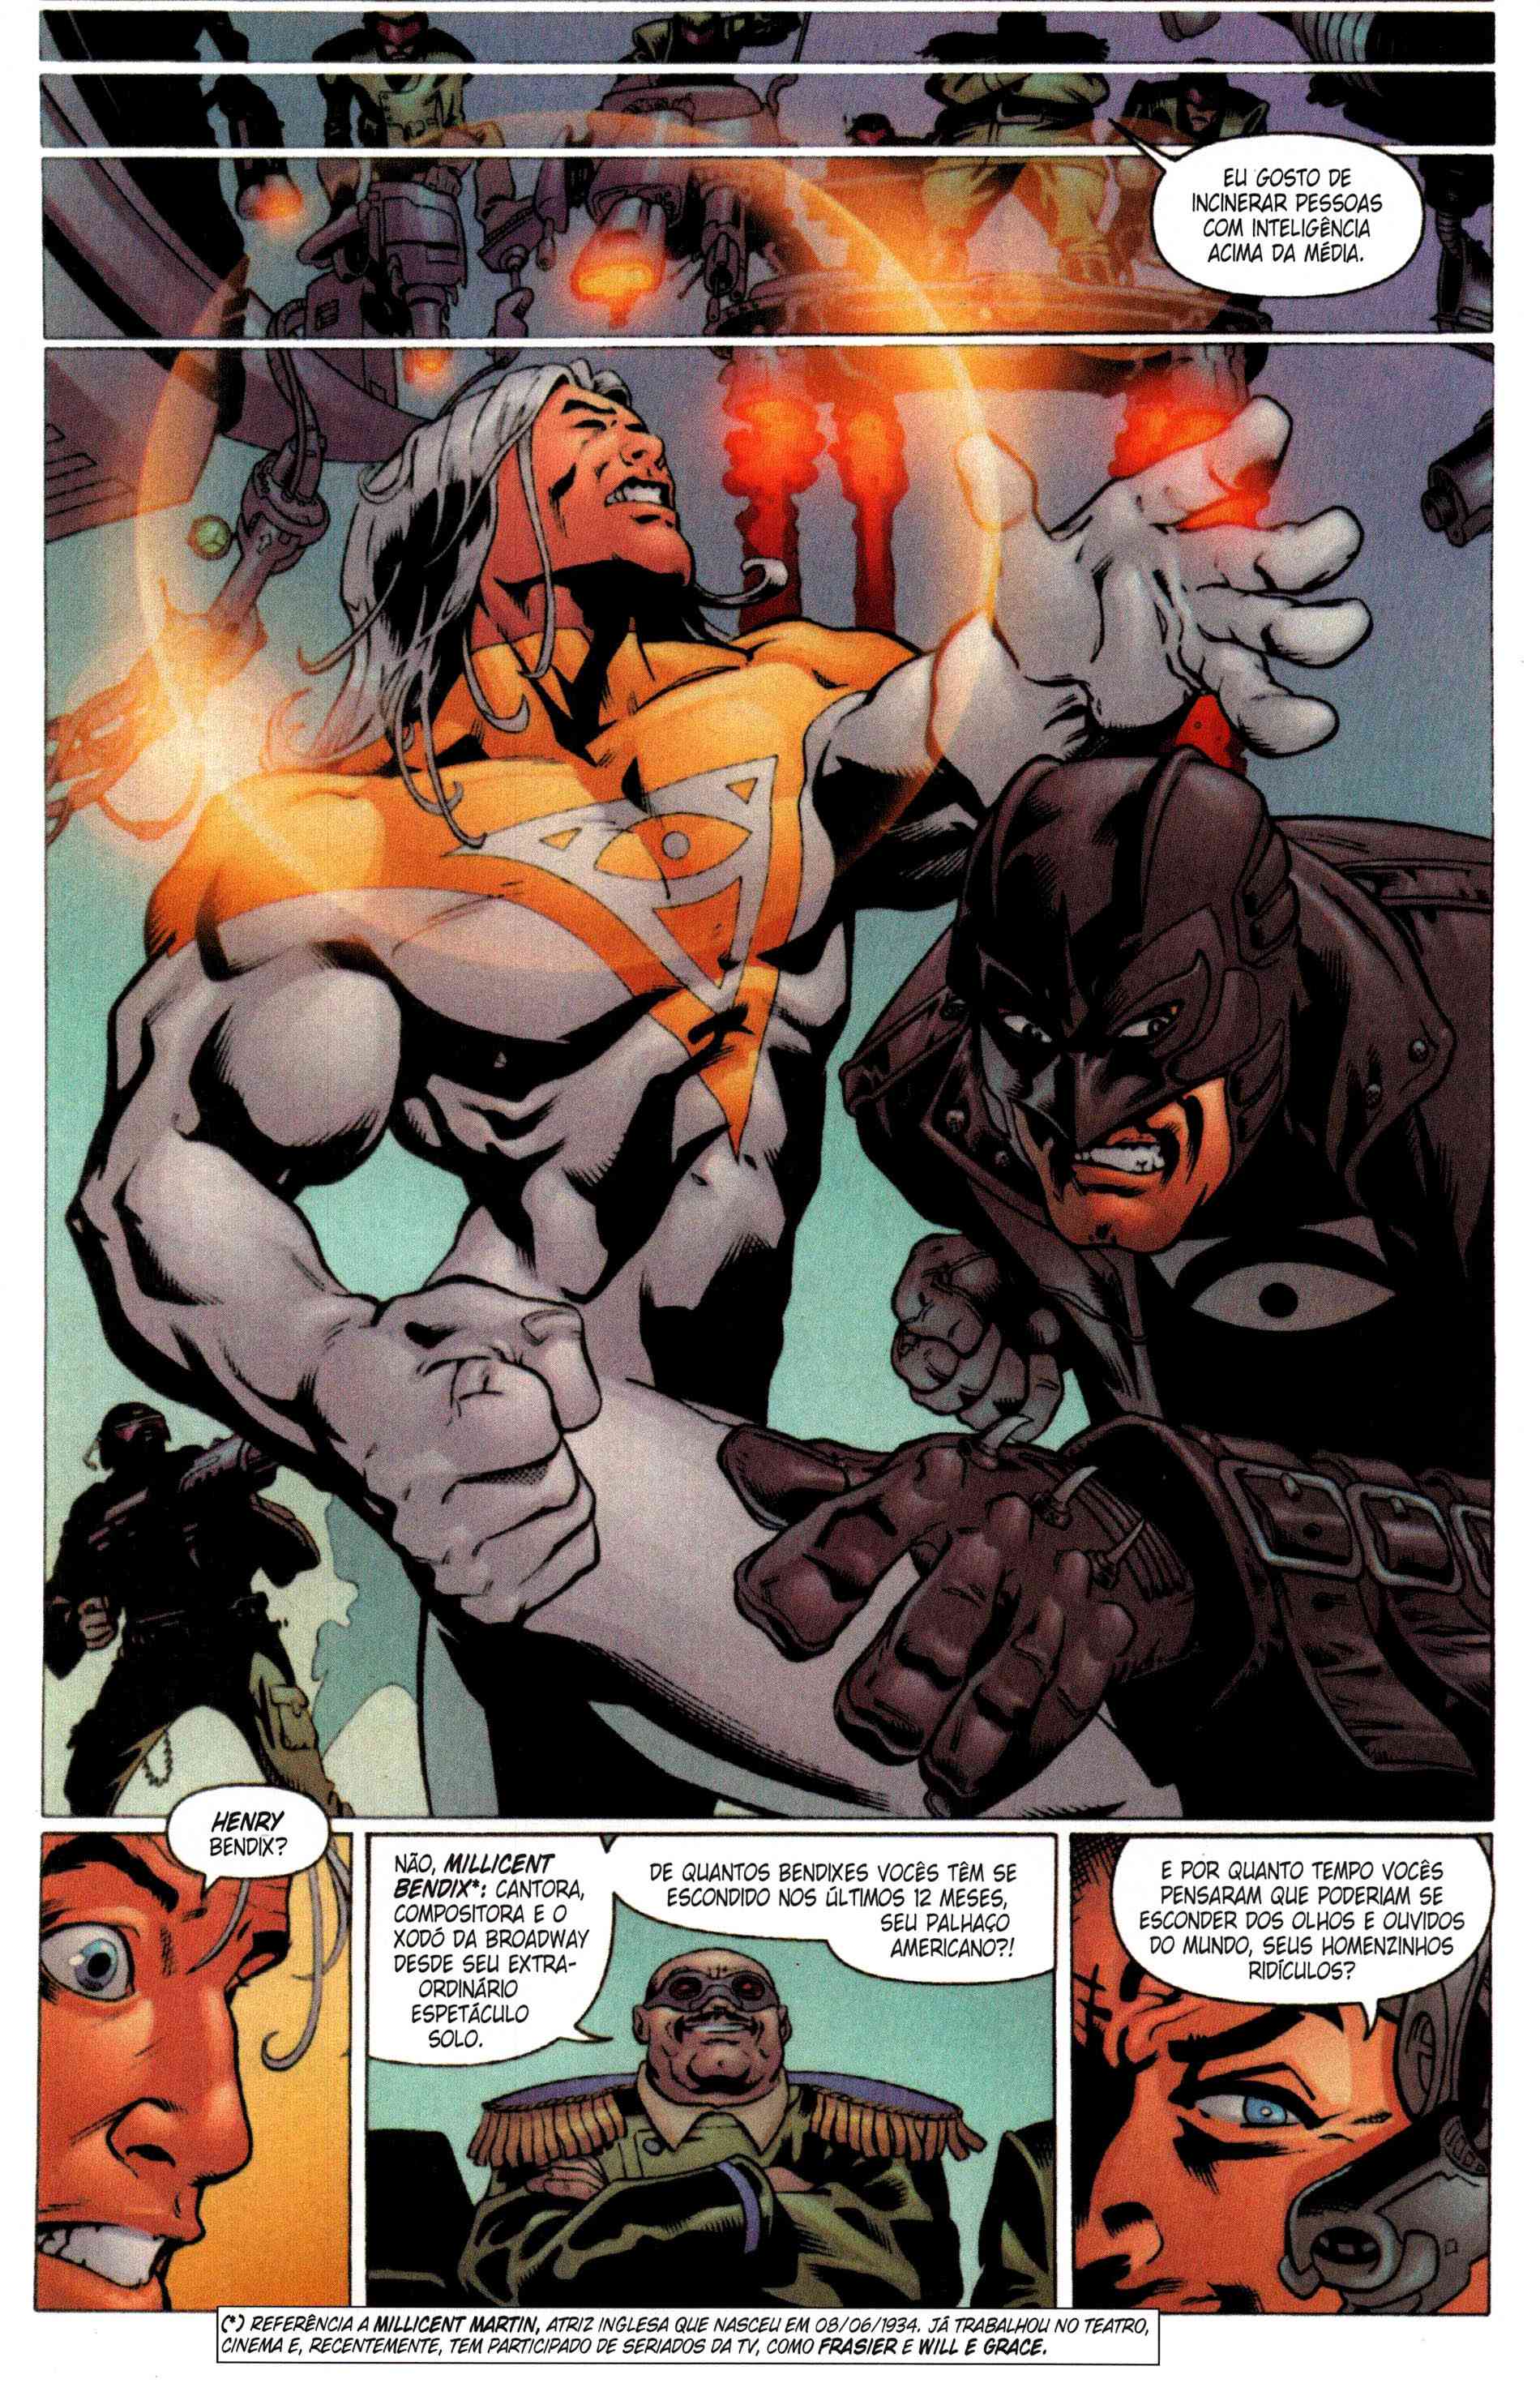 EU GOSTO DE
INCINERAR PESSOAS
COM INTELIGÊNCIA
ACIMA DA MÉDIA.
HENRY
BENDIX?
NÃO, MILLICENT
BENDIX*: CANTORA,
COMPOSITORA E O
XODÓ DA BROADWAY
DESDE SEU EXTRA-
ORDINÁRIO
ESPETÁCULO
SOLO.
DE QUANTOS BENDIXES VOCÊS TÊM SE
ESCONDIDO NOS ÚLTIMOS 12 MESES,
SEU PALHAÇO
AMERICANO?!
E POR QUANTO TEMPO VOCÊS
PENSARAM QUE PODERIAM SE
ESCONDER DOS OLHOS E OUVIDOS
DO MUNDO, SEUS HOMENZINHOS
RIDÍCULOS?
(*) REFERÊNCIA A MILLICENT MARTIN, ATRIZ INGLESA QUE NASCEU EM 08/06/1934. JÁ TRABALHOU NO TEATRO,
CINEMA E, RECENTEMENTE, TEM PARTICIPADO DE SERIADOS DA TV, COMO FRASIER E WILL E GRACE.